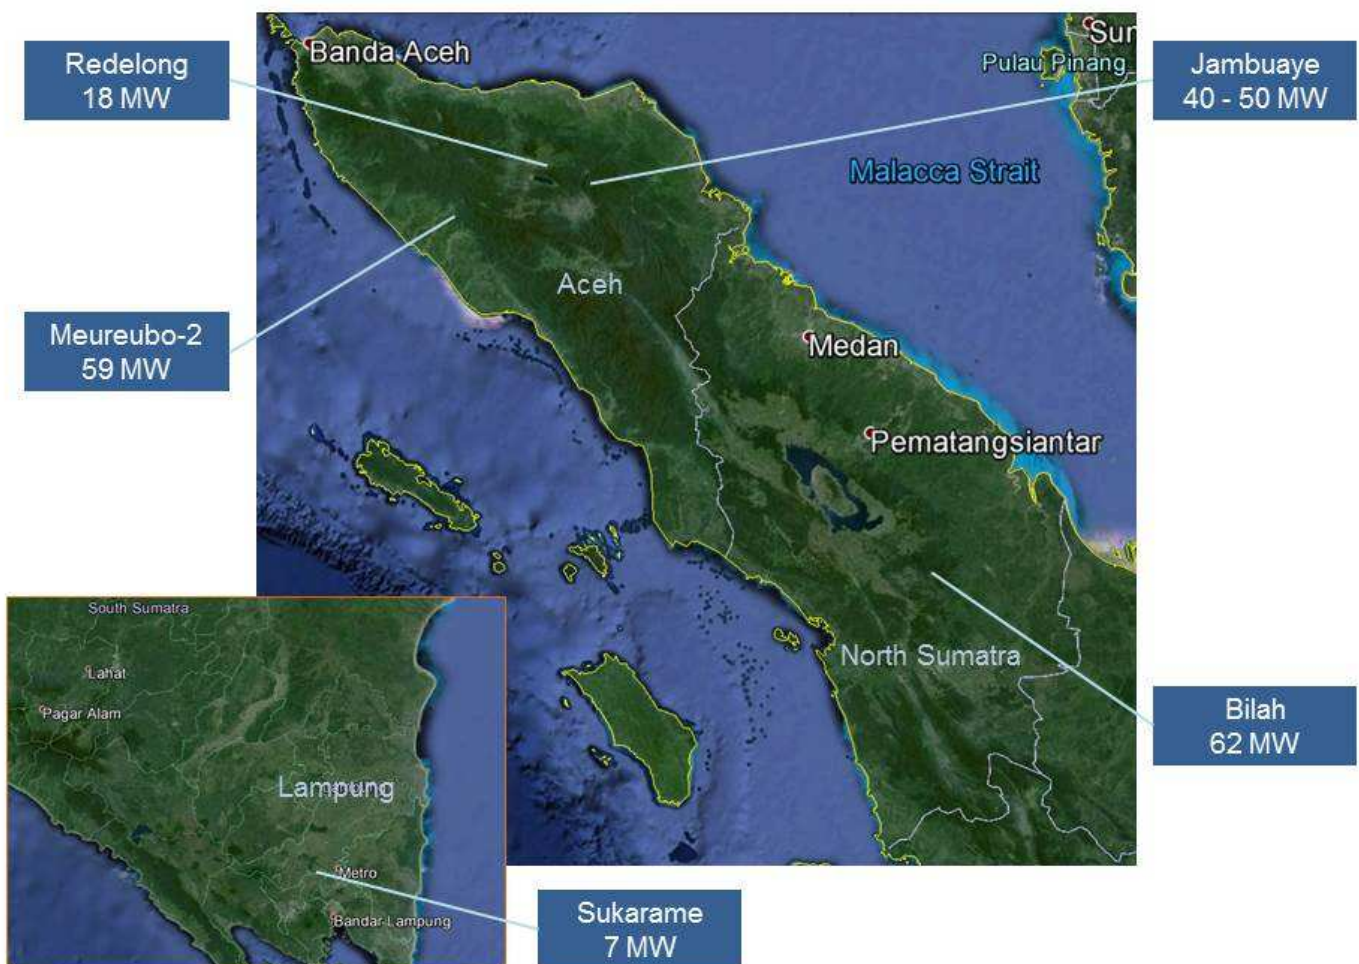 Redelong
18 MW
Banda Aceh
Sur
Pulau Pinang
Jambuaye
40 - 50 MW
Malacca Strait
Aceh
Meureubo-2
59 MW
Medan
Pematangsiantar
North Sumatra
Bilah
62 MW
South Sumatra
Lahat
Pagar Alam
Lampung
Metro
Bandar Lampung
Sukarame
7 MW